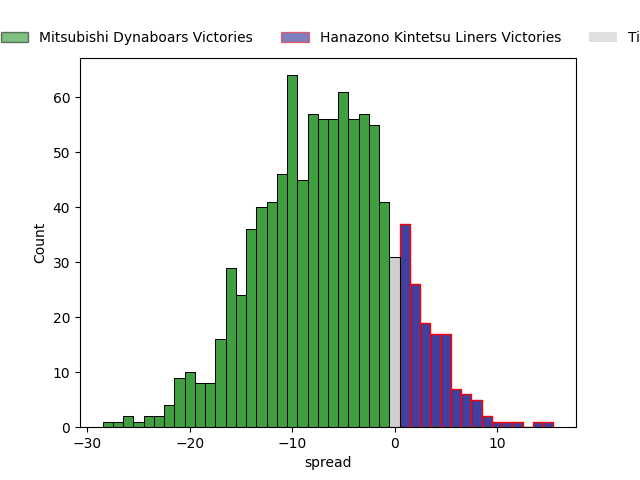 Mitsubishi Dynaboars Victories Hanazono Kintetsu Liners Victories Ti
60
50
40
30
20
10
0
Count
−30 −20 −10 0 10
spread